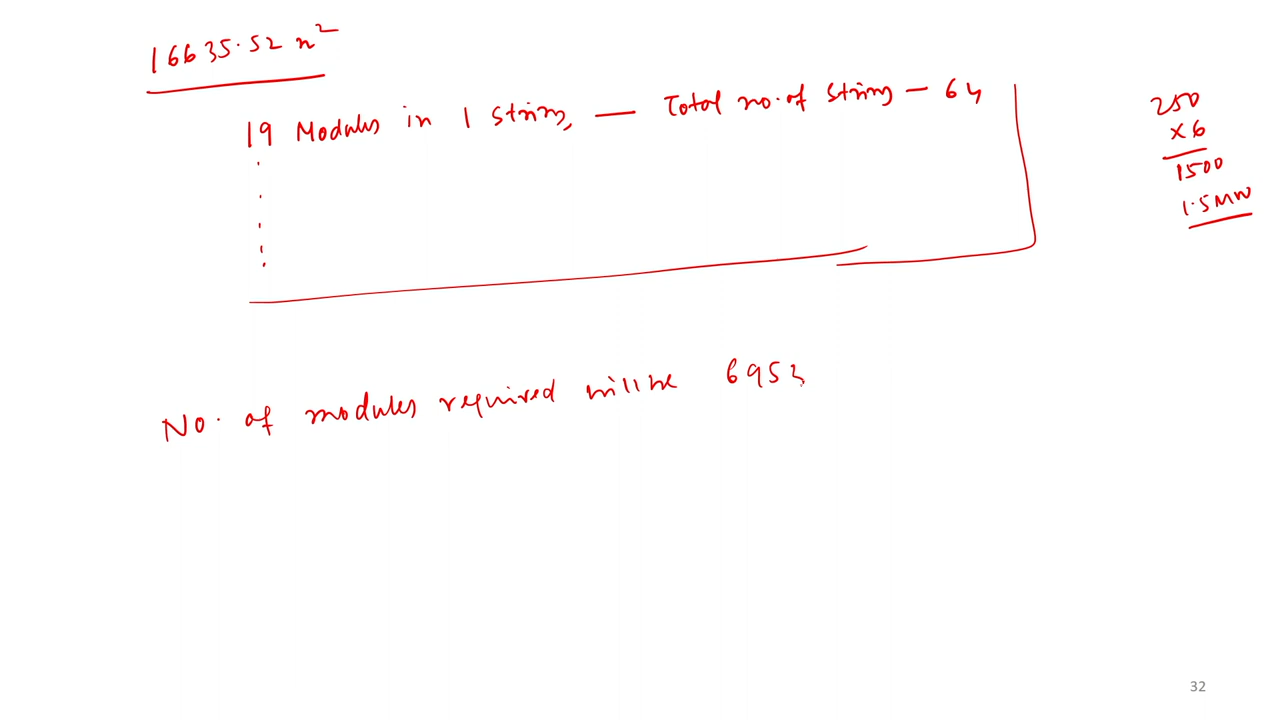 16635.52 m²
19 Modules in 1 string, — Total no. of string – 64
250
x 6
1500
1.5MW
No. of modules required will be 6953
32